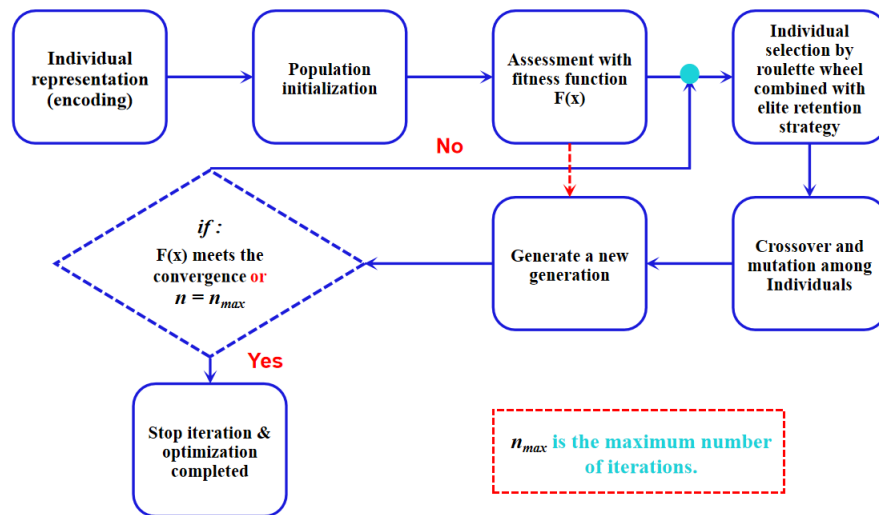 Individual
representation
(encoding)
Population
initialization
Assessment with
fitness function
F(x)
Individual
selection by
roulette wheel
combined with
elite retention
strategy
No
if :
F(x) meets the
convergence or
n = nmax
Generate a new
generation
Crossover and
mutation among
Individuals
Yes
Stop iteration &
optimization
completed
nmax is the maximum number
of iterations.